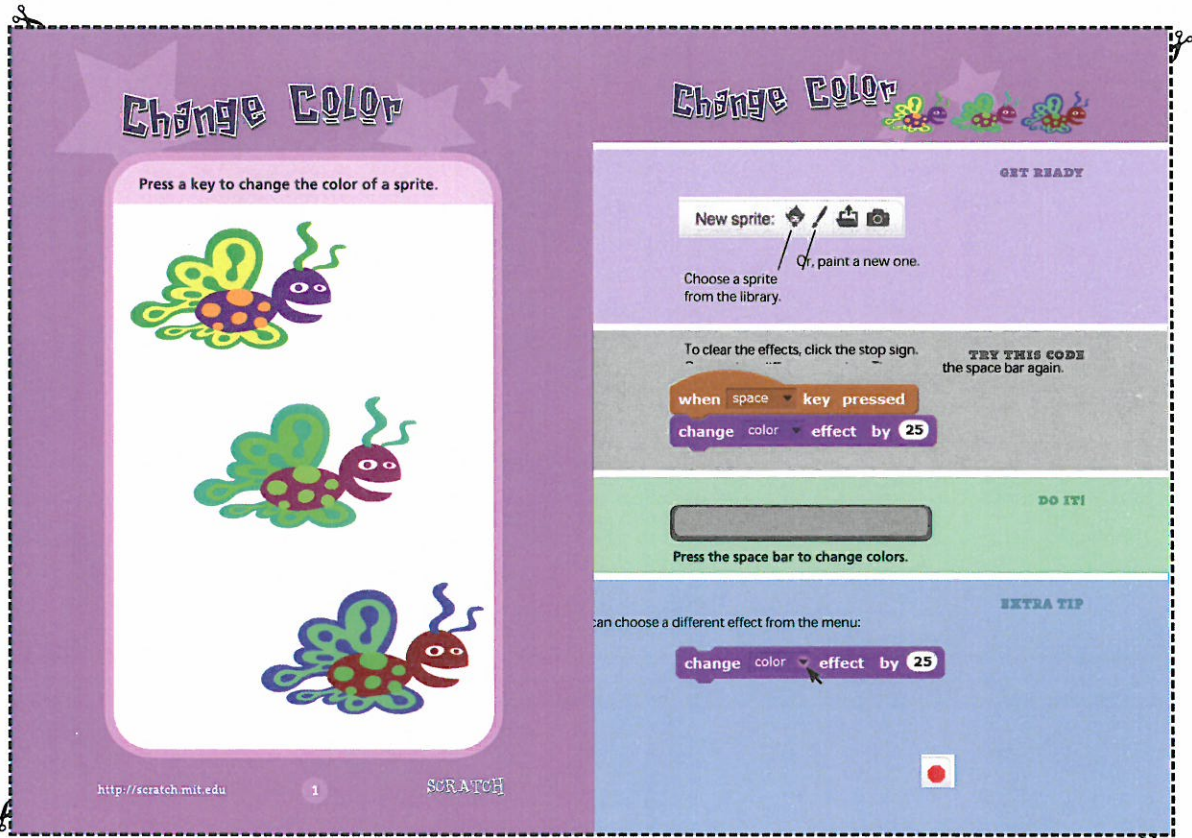 Change Color
Press a key to change the color of a sprite.
http://scratch.mit.edu
1
SCRATCH
Change Color
GET READY
New sprite:
Or, paint a new one.
Choose a sprite
from the library.
To clear the effects, click the stop sign.
TRY THIS CODE
the space bar again.
when space key pressed
change color effect by 25
DO IT!
Press the space bar to change colors.
EXTRA TIP
can choose a different effect from the menu:
change color effect by 25